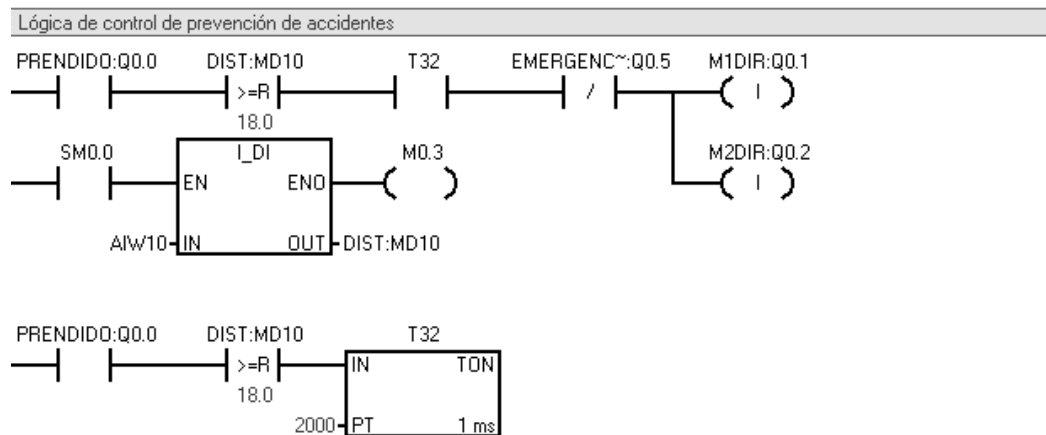 Lógica de control de prevención de accidentes
PRENDIDO:Q0.0 DIST:MD10 T32 EMERGENC~:Q0.5 M1DIR:Q0.1
>=R / I
18.0
SM0.0 I_DI M0.3 M2DIR:Q0.2
EN ENO I
AIW10 IN OUT DIST:MD10
PRENDIDO:Q0.0 DIST:MD10 T32
>=R IN TON
18.0
2000 PT 1 ms